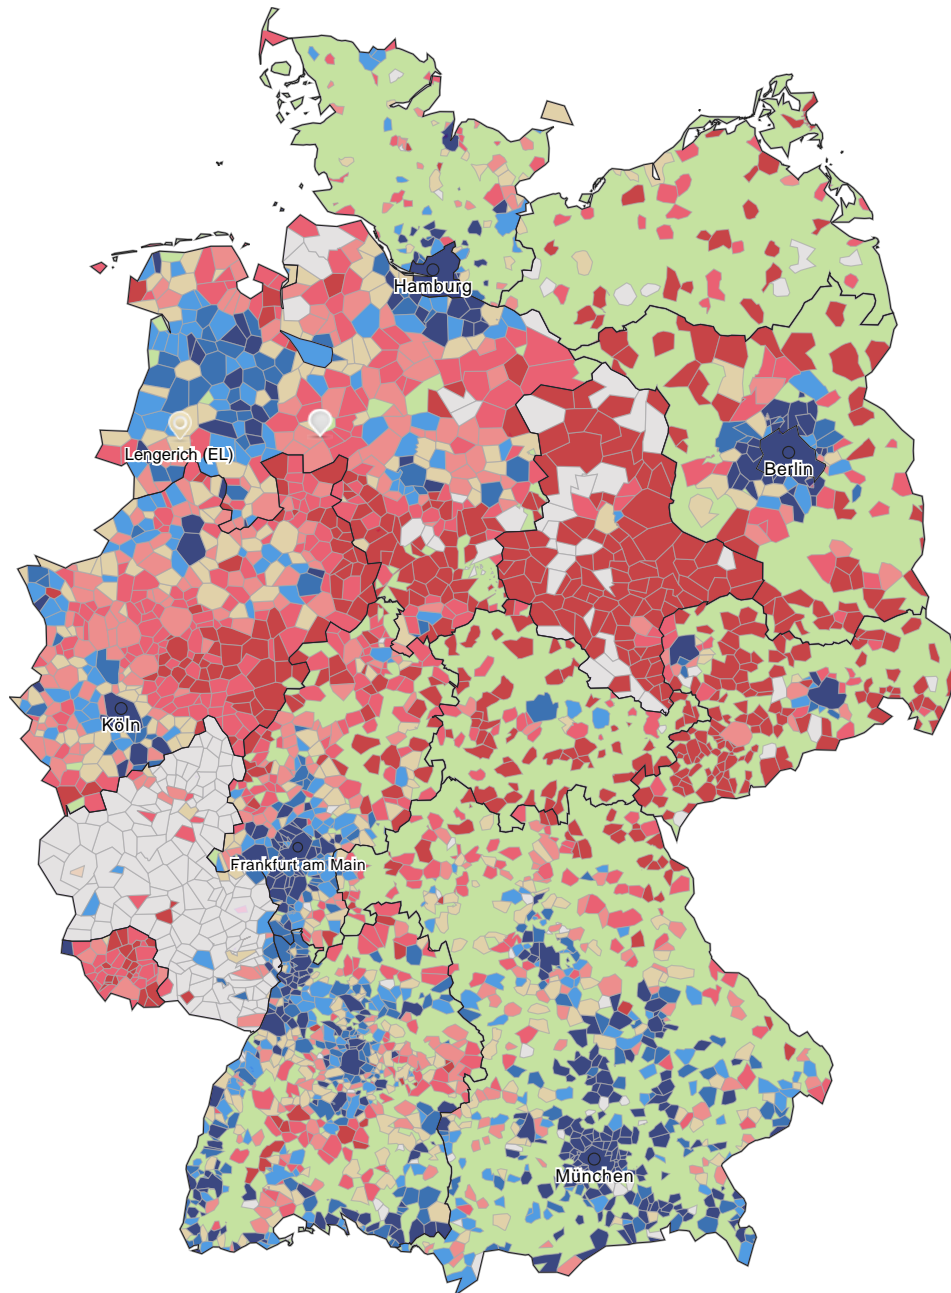 Hamburg
Lengerich (EL)
Berlin
Köln
Frankfurt am Main
München